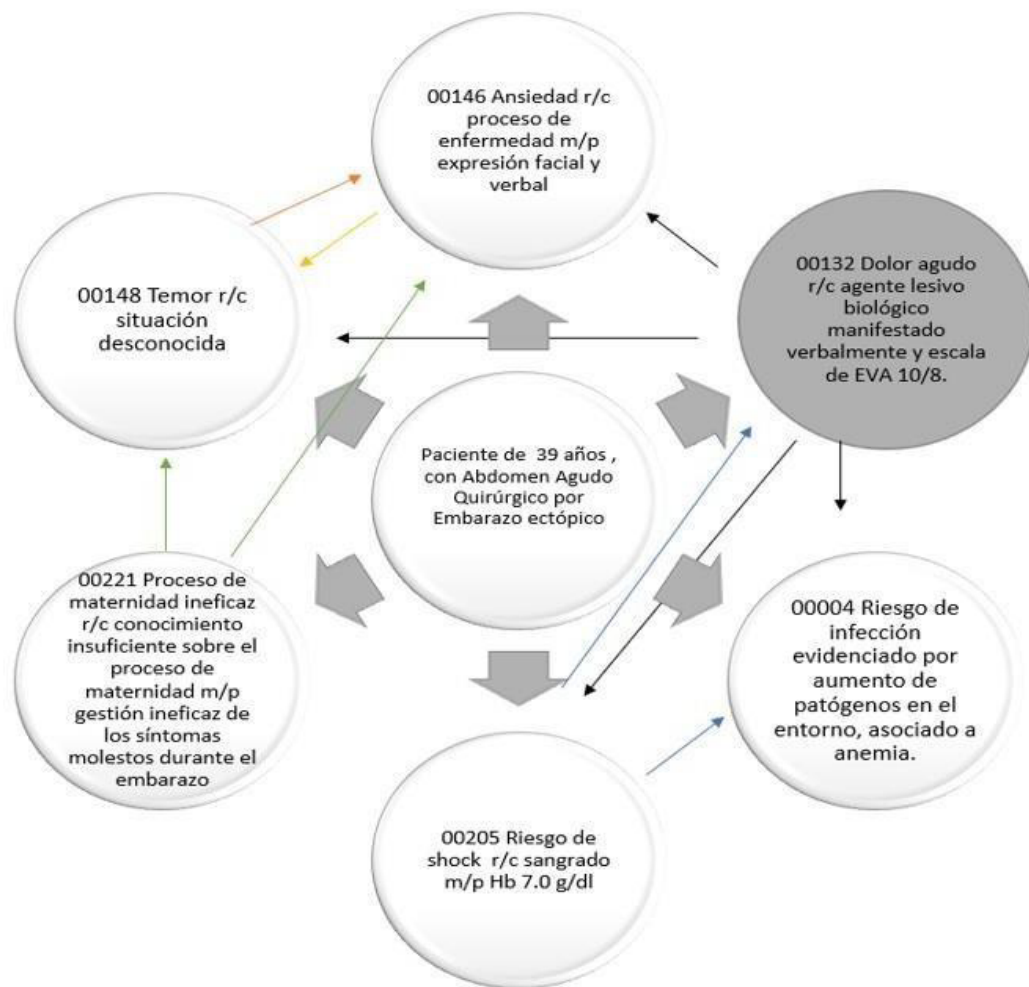 00146 Ansiedad r/c
proceso de
enfermedad m/p
expresión facial y
verbal
00132 Dolor agudo
r/c agente lesivo
biológico
manifestado
verbalmente y escala
de EVA 10/8.
00148 Temor r/c
situación
desconocida
Paciente de 39 años ,
con Abdomen Agudo
Quirúrgico por
Embarazo ectópico
00221 Proceso de
maternidad ineficaz
r/c conocimiento
insuficiente sobre el
proceso de
maternidad m/p
gestión ineficaz de
los síntomas
molestos durante el
embarazo
00004 Riesgo de
infección
evidenciado por
aumento de
patógenos en el
entorno, asociado a
anemia.
00205 Riesgo de
shock r/c sangrado
m/p Hb 7.0 g/dl